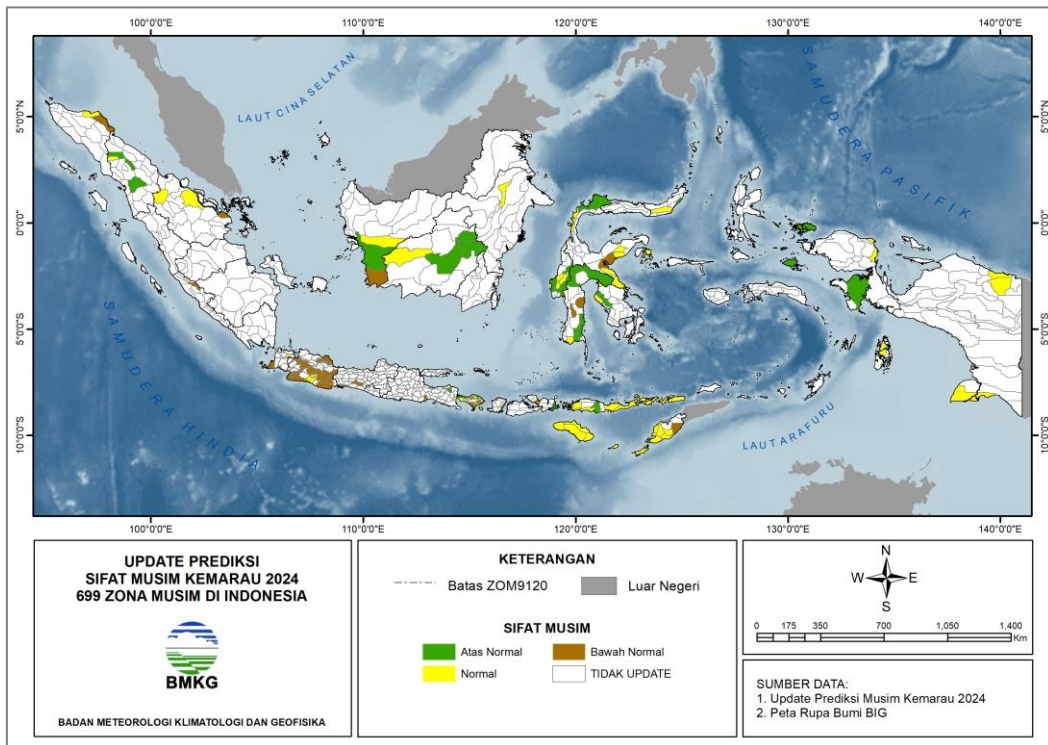 100°0'0"E 110°0'0"E 120°0'0"E 130°0'0"E 140°0'0"E
5°0'0"N 5°0'0"N
0°0'0" 0°0'0"
5°0'0"S 5°0'0"S
10°0'0"S 10°0'0"S
LAUT CINA SELATAN
SAMUDERA PASIFIK
SAMUDERA HINDIA
LAUT ARAFURU
100°0'0"E 110°0'0"E 120°0'0"E 130°0'0"E 140°0'0"E
UPDATE PREDIKSI
SIFAT MUSIM KEMARAU 2024
699 ZONA MUSIM DI INDONESIA
BMKG
BADAN METEOROLOGI KLIMATOLOGI DAN GEOFISIKA
KETERANGAN
Batas ZOM9120 Luar Negeri
SIFAT MUSIM
Atas Normal Bawah Normal
Normal TIDAK UPDATE
N
W E
S
0 175 350 700 1,050 1,400
Km
SUMBER DATA:
1. Update Prediksi Musim Kemarau 2024
2. Peta Rupa Bumi BIG